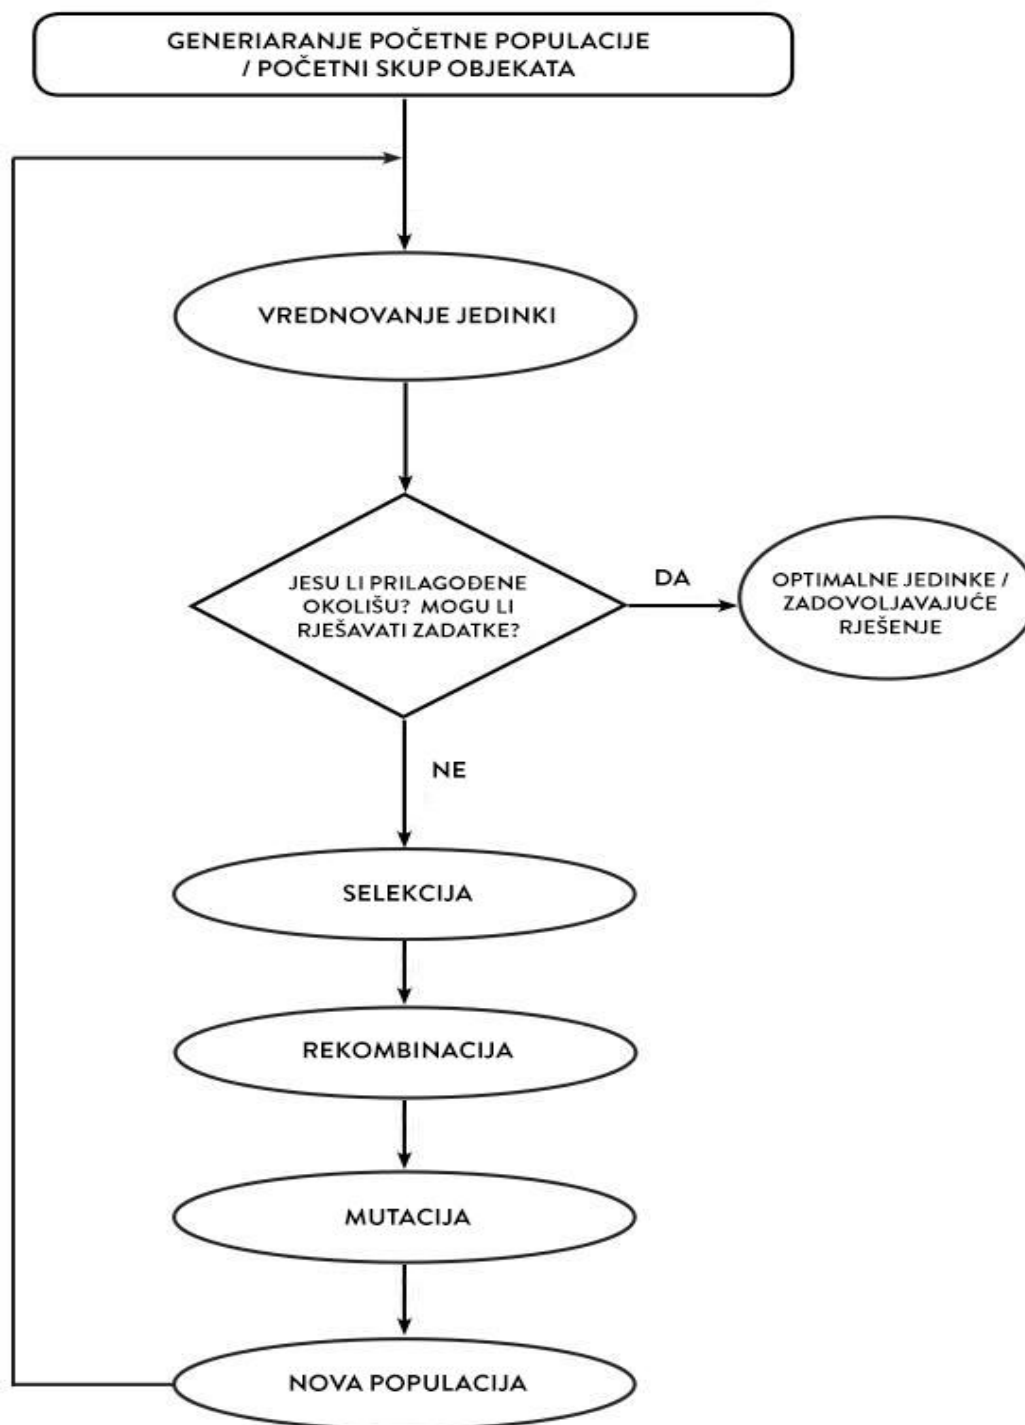 GENERIARANJE POČETNE POPULACIJE
/ POČETNI SKUP OBJEKATA
VREDNOVANJE JEDINKI
JESU LI PRILAGOĐENE
OKOLIŠU? MOGU LI
RJEŠAVATI ZADATKE?
DA
OPTIMALNE JEDINKE /
ZADOVOLJAVAJUĆE
RJEŠENJE
NE
SELEKCIJA
REKOMBINACIJA
MUTACIJA
NOVA POPULACIJA